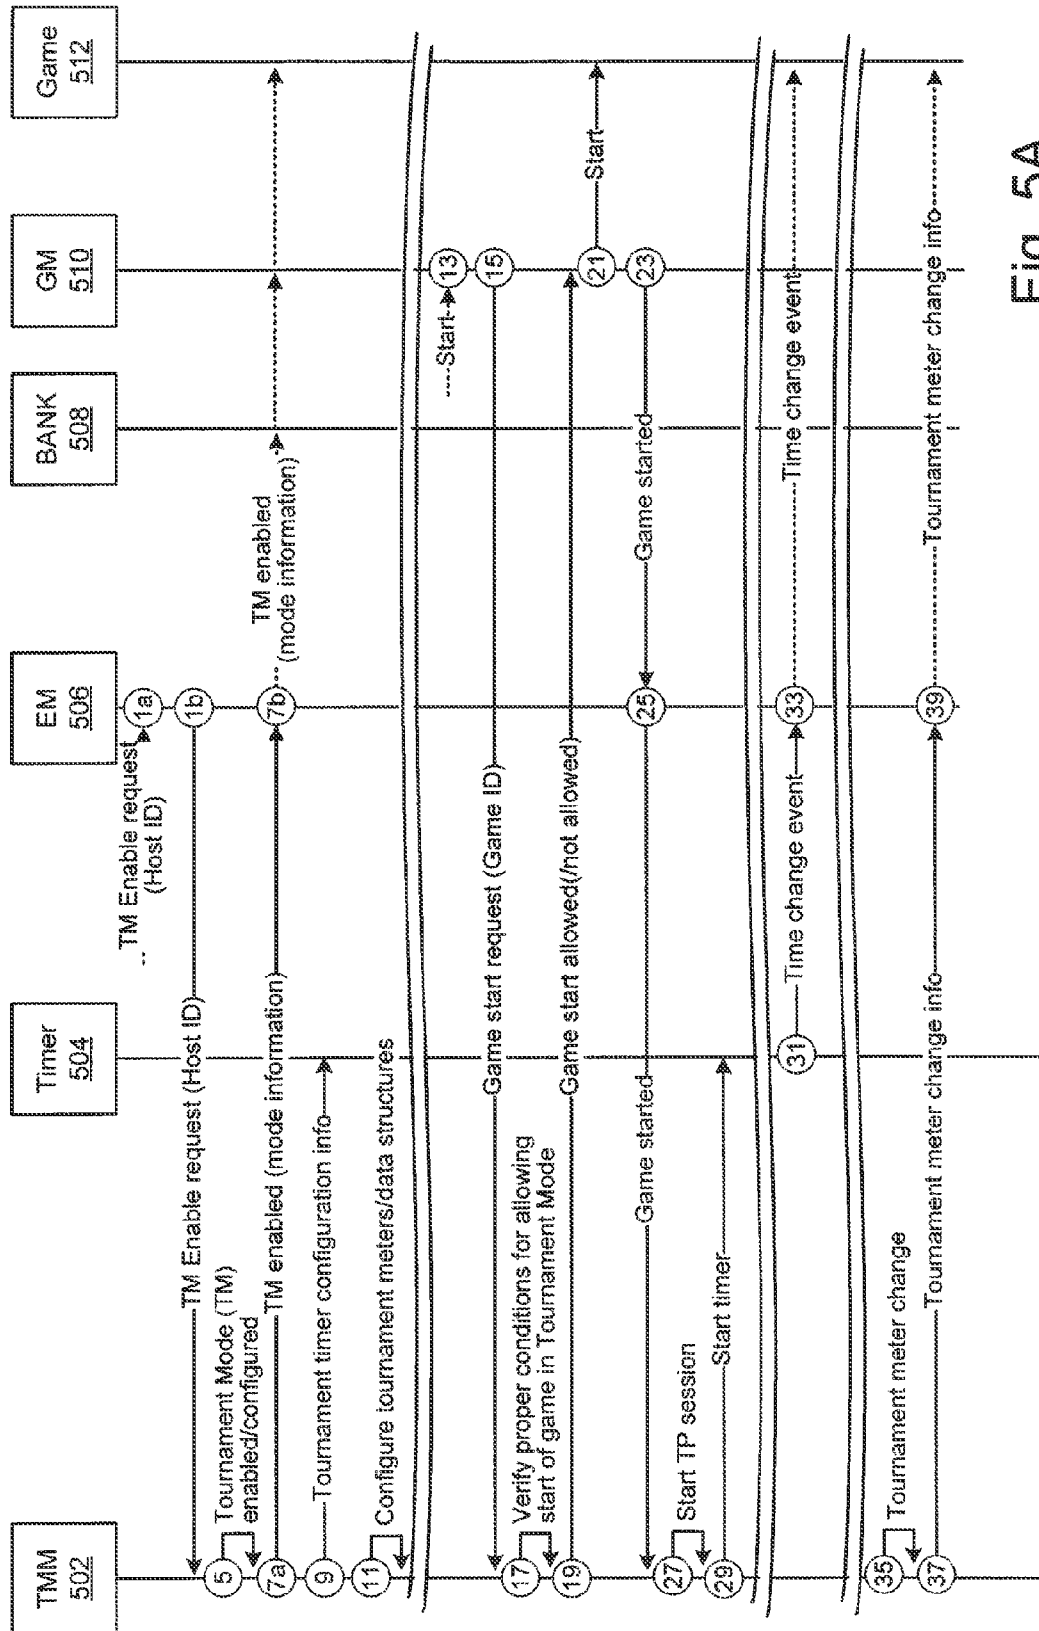 TMM
502
Timer
504
EM
506
BANK
508
GM
510
Game
512
-- TM Enable request
(Host ID)
1a
1b
TM Enable request (Host ID)
5
Tournament Mode (TM)
enabled/configured
7a
TM enabled (mode information)
7b
TM enabled
(mode information)
9
Tournament timer configuration info
11
Configure tournament meters/data structures
Start
13
15
Game start request (Game ID)
17
Verify proper conditions for allowing
start of game in Tournament Mode
19
Game start allowed(/not allowed)
21
Start
23
Game started
25
Game started
27
Start TP session
29
Start timer
31
Time change event
33
Time change event
35
Tournament meter change
37
Tournament meter change info
39
Tournament meter change info
Fig. 5A